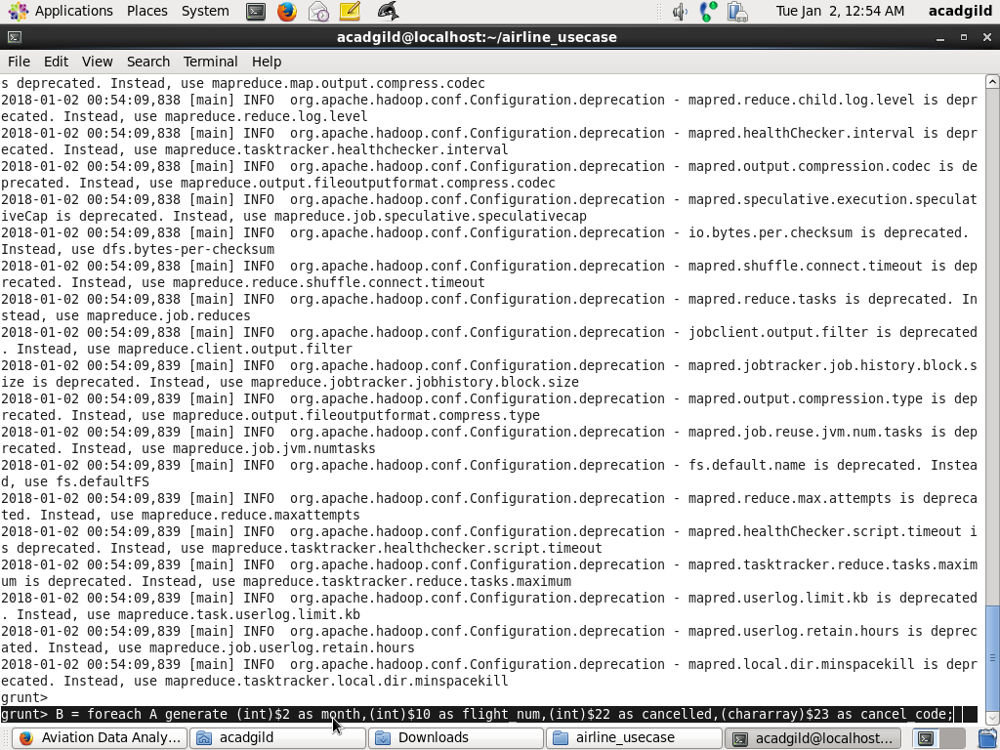 Applications Places System Tue Jan 2, 12:54 AM acadgild
acadgild@localhost:~/airline_usecase
File Edit View Search Terminal Help
s deprecated. Instead, use mapreduce.map.output.compress.codec
2018-01-02 00:54:09,838 [main] INFO  org.apache.hadoop.conf.Configuration.deprecation - mapred.reduce.child.log.level is depr
ecated. Instead, use mapreduce.reduce.log.level
2018-01-02 00:54:09,838 [main] INFO  org.apache.hadoop.conf.Configuration.deprecation - mapred.healthChecker.interval is depr
ecated. Instead, use mapreduce.tasktracker.healthchecker.interval
2018-01-02 00:54:09,838 [main] INFO  org.apache.hadoop.conf.Configuration.deprecation - mapred.output.compression.codec is de
precated. Instead, use mapreduce.output.fileoutputformat.compress.codec
2018-01-02 00:54:09,838 [main] INFO  org.apache.hadoop.conf.Configuration.deprecation - mapred.speculative.execution.speculat
iveCap is deprecated. Instead, use mapreduce.job.speculative.speculativecap
2018-01-02 00:54:09,838 [main] INFO  org.apache.hadoop.conf.Configuration.deprecation - io.bytes.per.checksum is deprecated.
Instead, use dfs.bytes-per-checksum
2018-01-02 00:54:09,838 [main] INFO  org.apache.hadoop.conf.Configuration.deprecation - mapred.shuffle.connect.timeout is dep
recated. Instead, use mapreduce.reduce.shuffle.connect.timeout
2018-01-02 00:54:09,838 [main] INFO  org.apache.hadoop.conf.Configuration.deprecation - mapred.reduce.tasks is deprecated. In
stead, use mapreduce.job.reduces
2018-01-02 00:54:09,838 [main] INFO  org.apache.hadoop.conf.Configuration.deprecation - jobclient.output.filter is deprecated
. Instead, use mapreduce.client.output.filter
2018-01-02 00:54:09,839 [main] INFO  org.apache.hadoop.conf.Configuration.deprecation - mapred.jobtracker.job.history.block.s
ize is deprecated. Instead, use mapreduce.jobtracker.jobhistory.block.size
2018-01-02 00:54:09,839 [main] INFO  org.apache.hadoop.conf.Configuration.deprecation - mapred.output.compression.type is dep
recated. Instead, use mapreduce.output.fileoutputformat.compress.type
2018-01-02 00:54:09,839 [main] INFO  org.apache.hadoop.conf.Configuration.deprecation - mapred.job.reuse.jvm.num.tasks is dep
recated. Instead, use mapreduce.job.jvm.numtasks
2018-01-02 00:54:09,839 [main] INFO  org.apache.hadoop.conf.Configuration.deprecation - fs.default.name is deprecated. Instea
d, use fs.defaultFS
2018-01-02 00:54:09,839 [main] INFO  org.apache.hadoop.conf.Configuration.deprecation - mapred.reduce.max.attempts is depreca
ted. Instead, use mapreduce.reduce.maxattempts
2018-01-02 00:54:09,839 [main] INFO  org.apache.hadoop.conf.Configuration.deprecation - mapred.healthChecker.script.timeout i
s deprecated. Instead, use mapreduce.tasktracker.healthchecker.script.timeout
2018-01-02 00:54:09,839 [main] INFO  org.apache.hadoop.conf.Configuration.deprecation - mapred.tasktracker.reduce.tasks.maxim
um is deprecated. Instead, use mapreduce.tasktracker.reduce.tasks.maximum
2018-01-02 00:54:09,839 [main] INFO  org.apache.hadoop.conf.Configuration.deprecation - mapred.userlog.limit.kb is deprecated
. Instead, use mapreduce.task.userlog.limit.kb
2018-01-02 00:54:09,839 [main] INFO  org.apache.hadoop.conf.Configuration.deprecation - mapred.userlog.retain.hours is deprec
ated. Instead, use mapreduce.job.userlog.retain.hours
2018-01-02 00:54:09,839 [main] INFO  org.apache.hadoop.conf.Configuration.deprecation - mapred.local.dir.minspacekill is depr
ecated. Instead, use mapreduce.tasktracker.local.dir.minspacekill
grunt>
grunt> B = foreach A generate (int)$2 as month,(int)$10 as flight_num,(int)$22 as cancelled,(chararray)$23 as cancel_code;
Aviation Data Analy... acadgild Downloads airline_usecase acadgild@localhost...